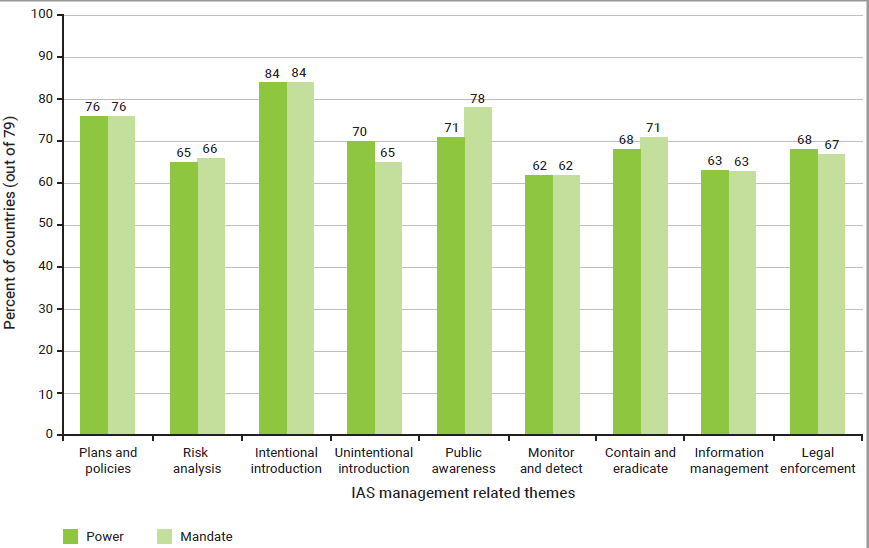 100
90
80
70
60
50
40
30
20
10
0
Percent of countries (out of 79)
76 76
65 66
84 84
70 65
71 78
62 62
68 71
63 63
68 67
Plans and
policies
Risk
analysis
Intentional
introduction
Unintentional
introduction
Public
awareness
Monitor
and detect
Contain and
eradicate
Information
management
Legal
enforcement
IAS management related themes
Power
Mandate